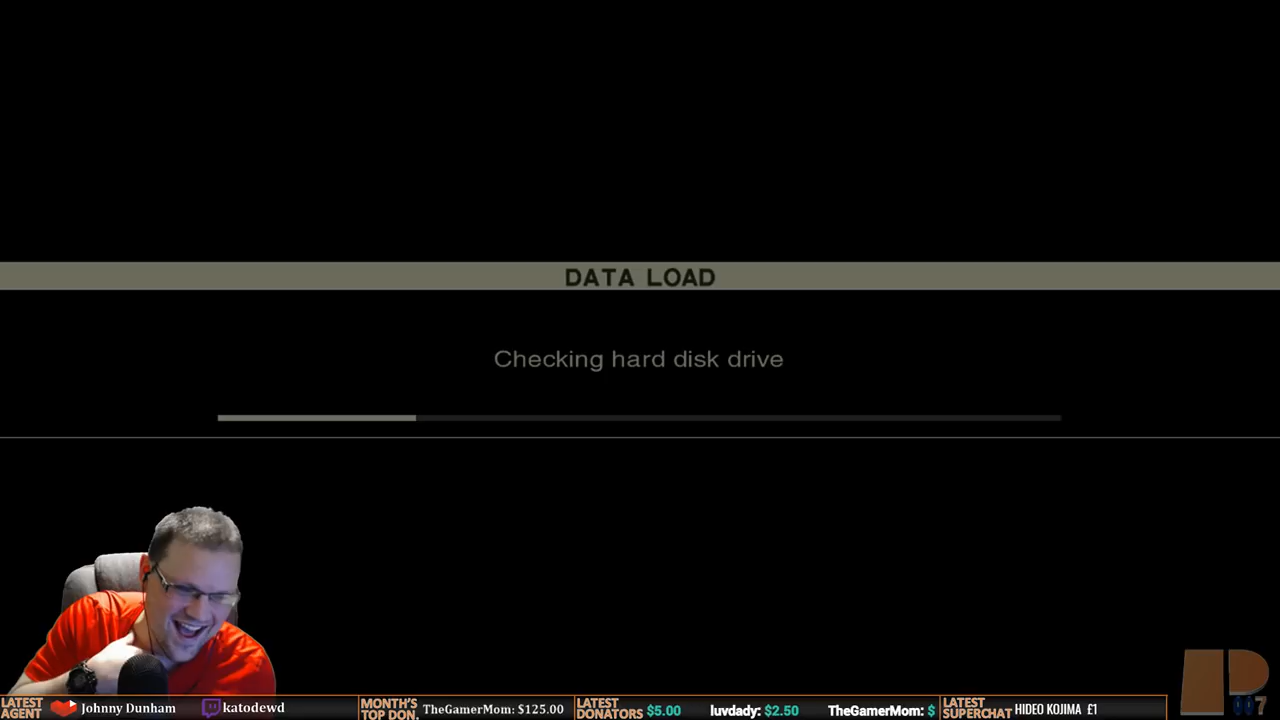 DATA LOAD
Checking hard disk drive
LATEST AGENT Johnny Dunham katodewd
MONTH'S TOP DON. TheGamerMom: $125.00
LATEST DONATORS $5.00 luvdady: $2.50 TheGamerMom: $
LATEST SUPERCHAT HIDEO KOJIMA £1
P
7